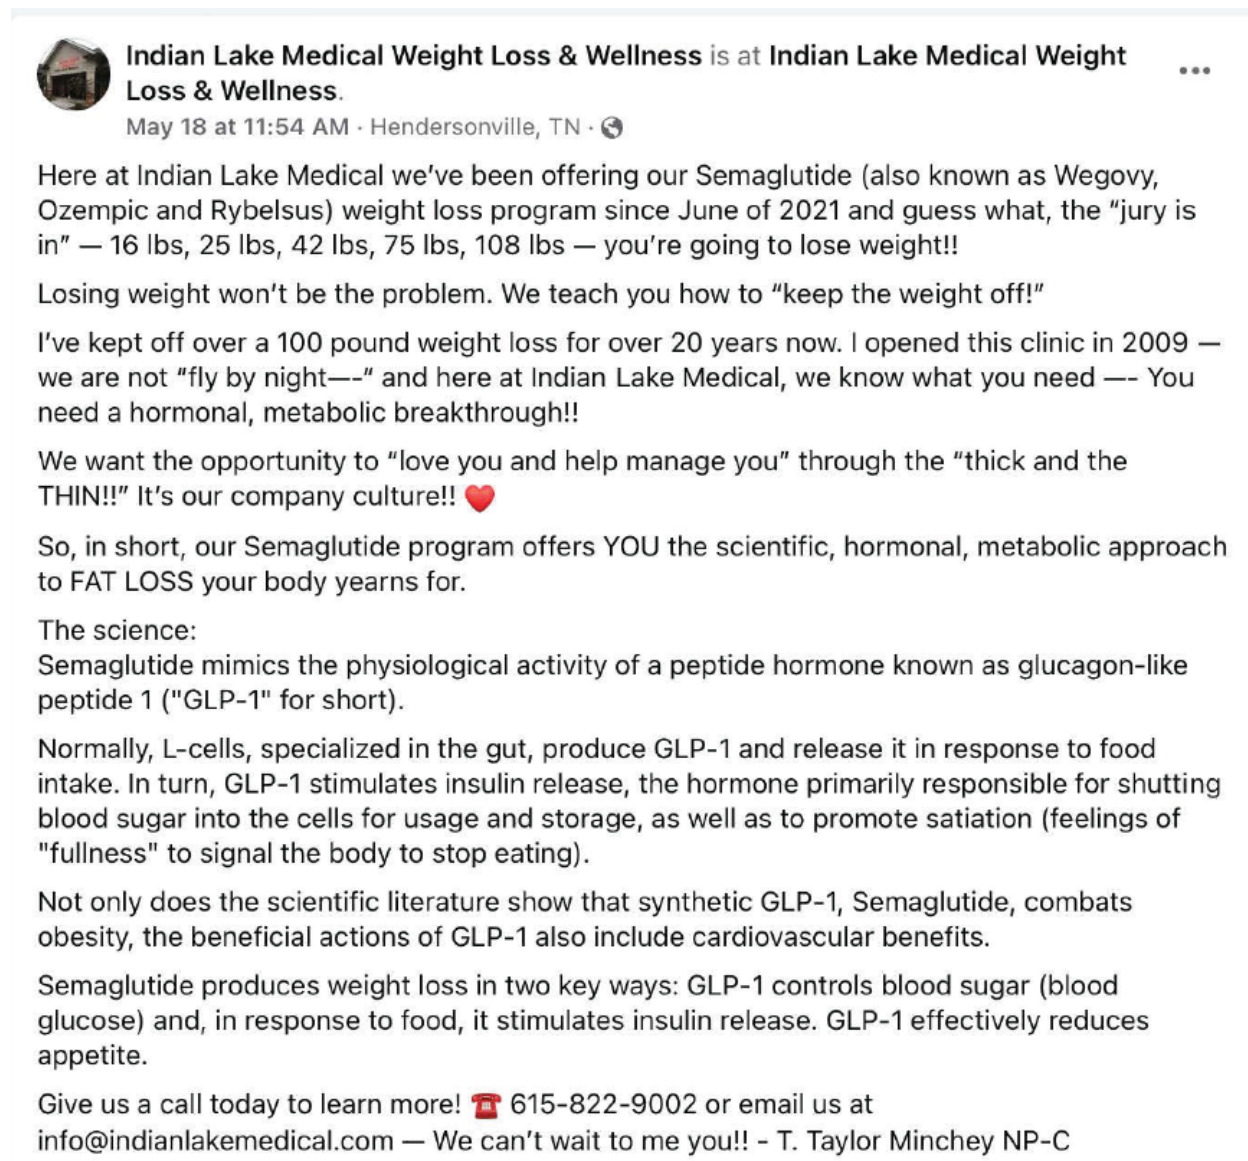 Indian Lake Medical Weight Loss & Wellness is at Indian Lake Medical Weight
Loss & Wellness.
May 18 at 11:54 AM · Hendersonville, TN ·
Here at Indian Lake Medical we’ve been offering our Semaglutide (also known as Wegovy,
Ozempic and Rybelsus) weight loss program since June of 2021 and guess what, the “jury is
in” — 16 lbs, 25 lbs, 42 lbs, 75 lbs, 108 lbs — you’re going to lose weight!!
Losing weight won’t be the problem. We teach you how to “keep the weight off!”
I’ve kept off over a 100 pound weight loss for over 20 years now. I opened this clinic in 2009 —
we are not “fly by night—-“ and here at Indian Lake Medical, we know what you need —- You
need a hormonal, metabolic breakthrough!!
We want the opportunity to “love you and help manage you” through the “thick and the
THIN!!” It’s our company culture!! ❤️
So, in short, our Semaglutide program offers YOU the scientific, hormonal, metabolic approach
to FAT LOSS your body yearns for.
The science:
Semaglutide mimics the physiological activity of a peptide hormone known as glucagon-like
peptide 1 ("GLP-1" for short).
Normally, L-cells, specialized in the gut, produce GLP-1 and release it in response to food
intake. In turn, GLP-1 stimulates insulin release, the hormone primarily responsible for shutting
blood sugar into the cells for usage and storage, as well as to promote satiation (feelings of
"fullness" to signal the body to stop eating).
Not only does the scientific literature show that synthetic GLP-1, Semaglutide, combats
obesity, the beneficial actions of GLP-1 also include cardiovascular benefits.
Semaglutide produces weight loss in two key ways: GLP-1 controls blood sugar (blood
glucose) and, in response to food, it stimulates insulin release. GLP-1 effectively reduces
appetite.
Give us a call today to learn more! ☎️ 615-822-9002 or email us at
info@indianlakemedical.com — We can’t wait to me you!! - T. Taylor Minchey NP-C